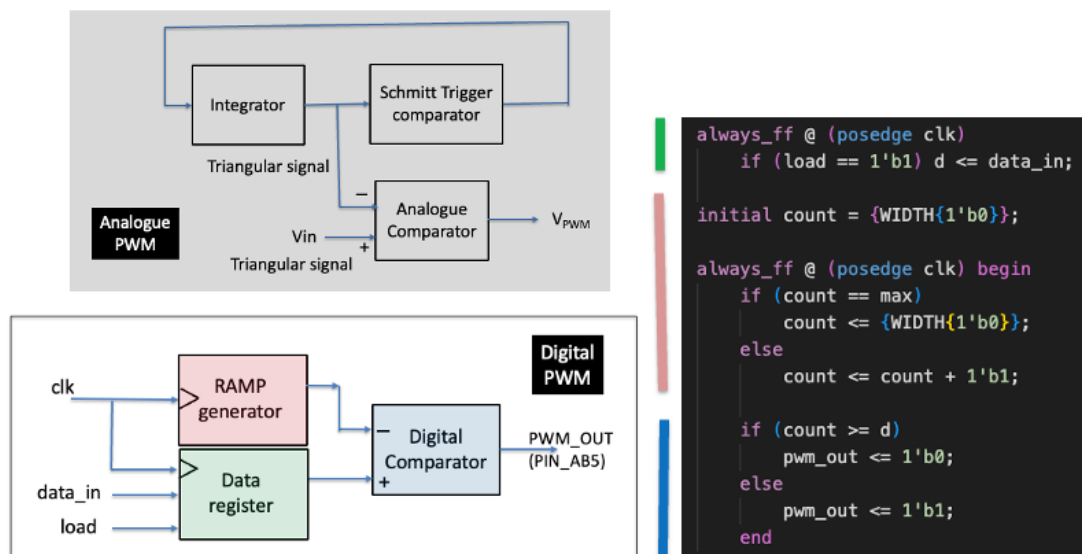 Integrator
Schmitt Trigger
comparator
Triangular signal
−
Analogue
PWM
Analogue
Comparator
Vin
+
Triangular signal
VPWM
Digital
PWM
clk
RAMP
generator
−
Digital
Comparator
+
PWM_OUT
(PIN_AB5)
Data
register
data_in
load
always_ff @ (posedge clk)
if (load == 1'b1) d <= data_in;
initial count = {WIDTH{1'b0}};
always_ff @ (posedge clk) begin
if (count == max)
count <= {WIDTH{1'b0}};
else
count <= count + 1'b1;
if (count >= d)
pwm_out <= 1'b0;
else
pwm_out <= 1'b1;
end